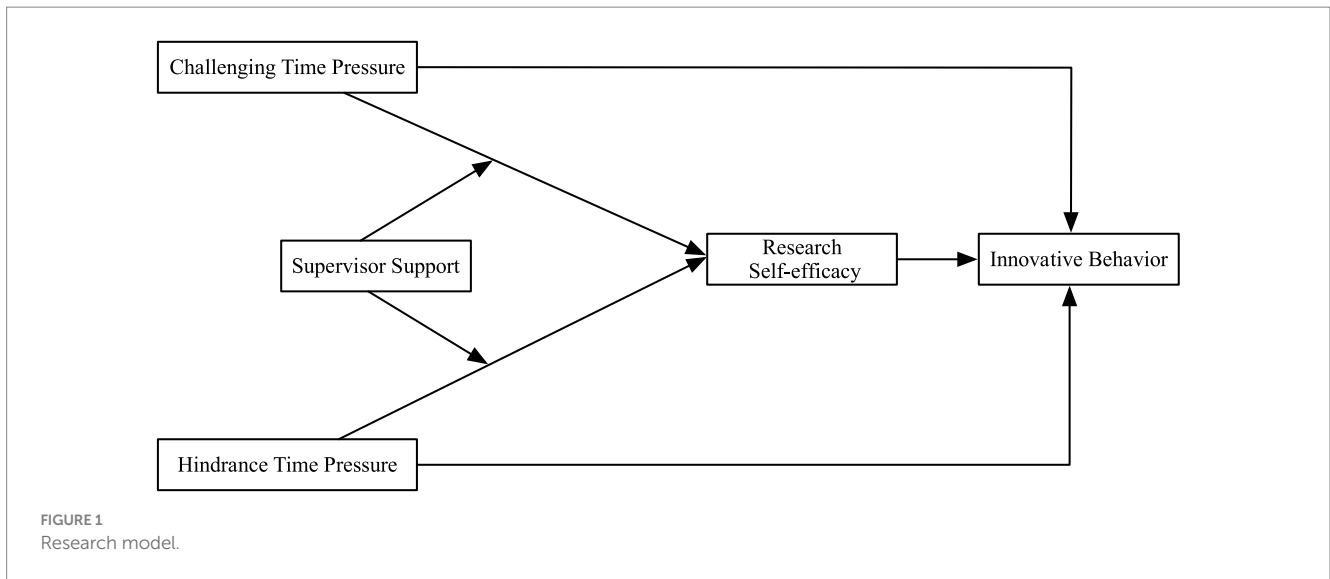 Challenging Time Pressure
Supervisor Support
Research
Self-efficacy
Innovative Behavior
Hindrance Time Pressure
FIGURE 1
Research model.